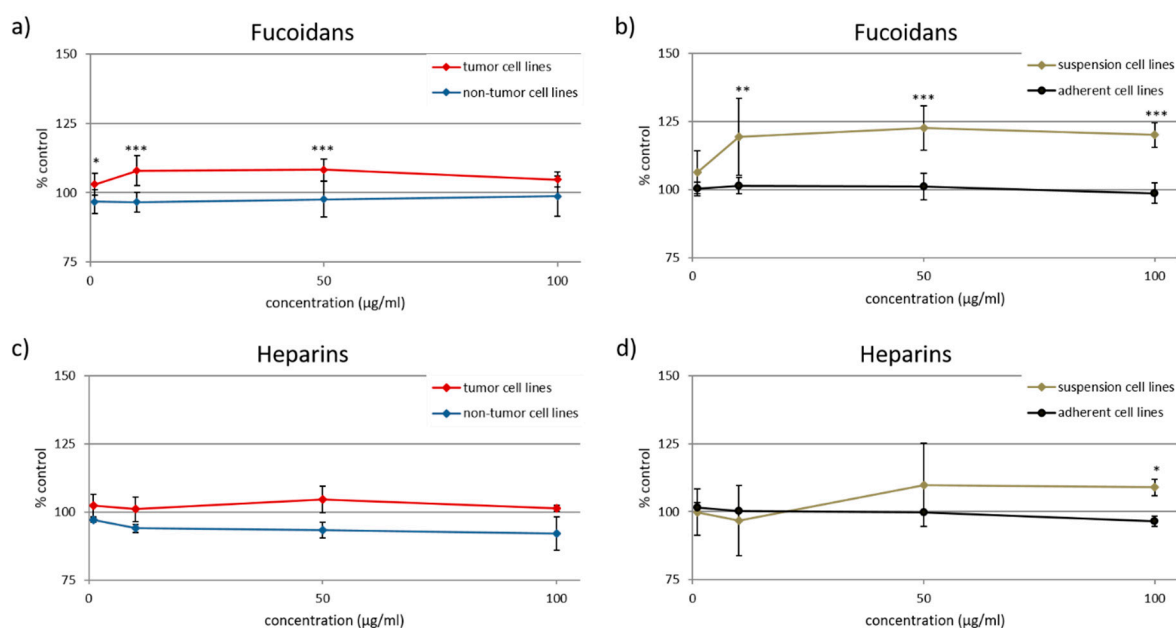 a)
Fucoidans
150
125
100
75
% control
tumor cell lines
non-tumor cell lines
*
***
***
0
50
100
concentration (µg/ml)
b)
Fucoidans
150
125
100
75
% control
suspension cell lines
adherent cell lines
**
***
***
0
50
100
concentration (µg/ml)
c)
Heparins
150
125
100
75
% control
tumor cell lines
non-tumor cell lines
0
50
100
concentration (µg/ml)
d)
Heparins
150
125
100
75
% control
suspension cell lines
adherent cell lines
*
0
50
100
concentration (µg/ml)